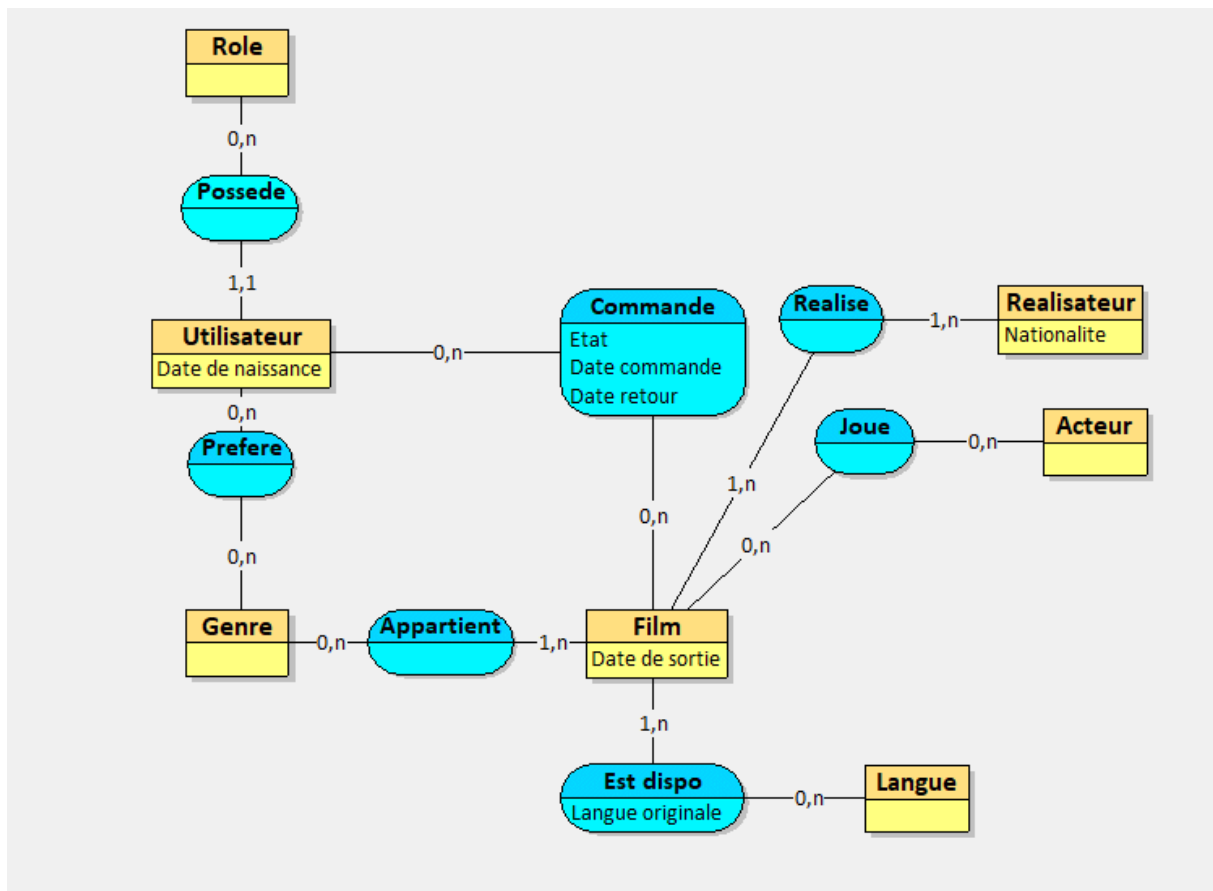 Role
0,n
Possede
1,1
Utilisateur
Date de naissance
0,n
Commande
Etat
Date commande
Date retour
Realise
1,n
Realisateur
Nationalite
0,n
Prefere
Joue
0,n
Acteur
1,n
0,n
0,n
0,n
Genre
0,n
Appartient
1,n
Film
Date de sortie
1,n
Est dispo
Langue originale
0,n
Langue